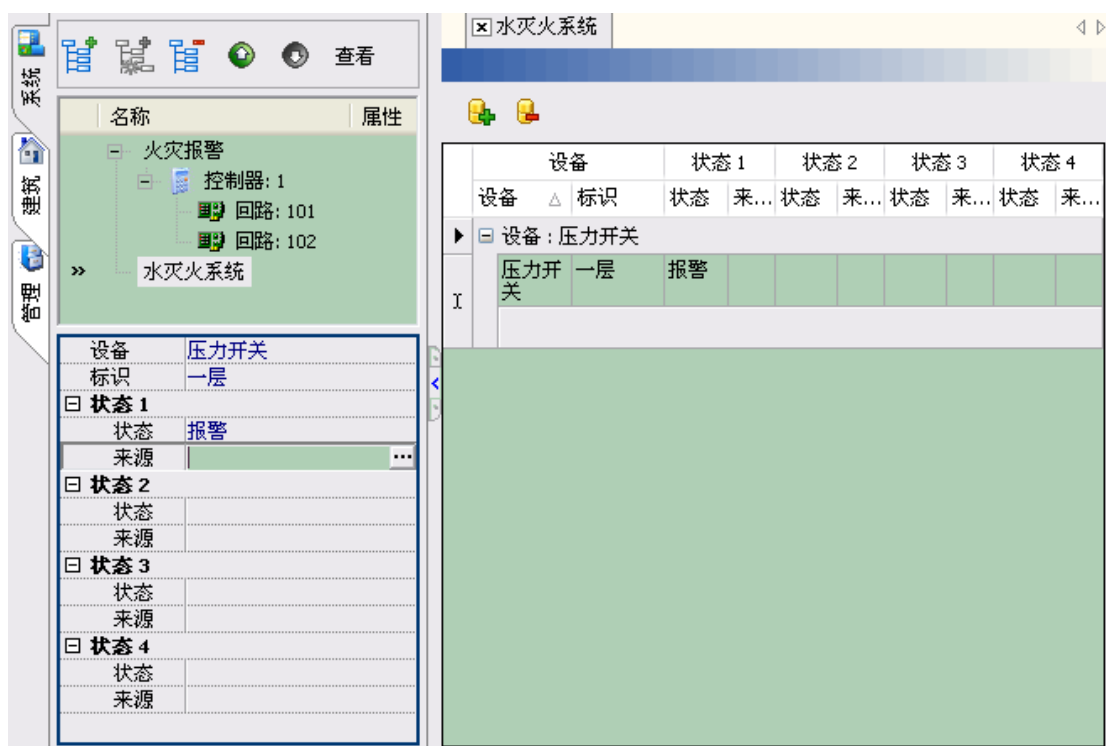 系统
建筑
管理
查看
名称 属性
火灾报警
控制器: 1
回路: 101
回路: 102
» 水灭火系统
设备 压力开关
标识 一层
状态 1
状态 报警
来源 ...
状态 2
状态
来源
状态 3
状态
来源
状态 4
状态
来源
水灭火系统
设备 状态 1 状态 2 状态 3 状态 4
设备 标识 状态 来... 状态 来... 状态 来... 状态 来...
设备 : 压力开关
压力开 一层 报警
关